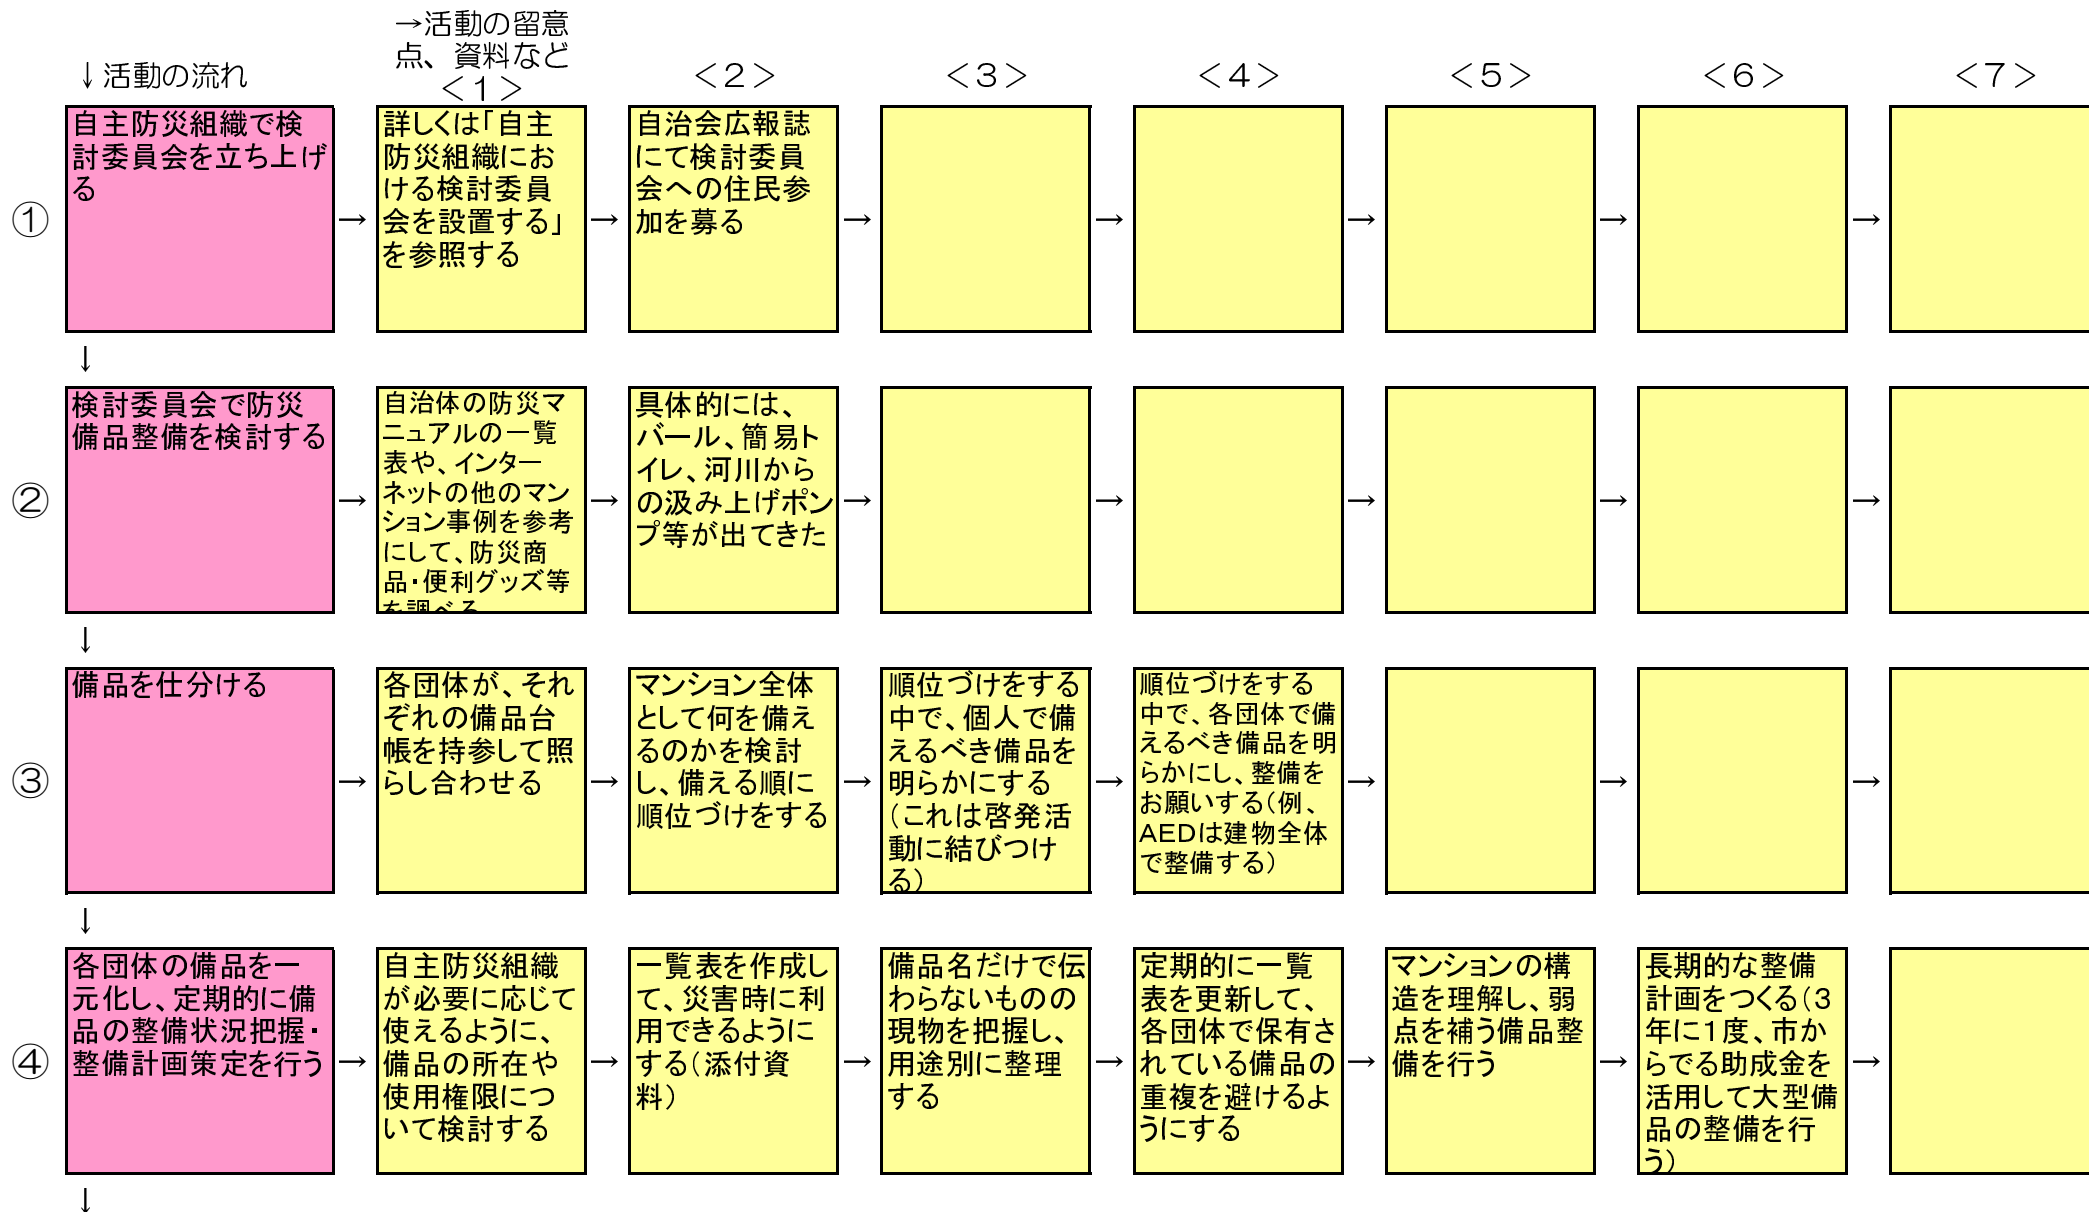 →活動の留意
点、資料など
↓活動の流れ
＜１＞
＜２＞
＜３＞
＜４＞
＜５＞
＜６＞
＜７＞
①
自主防災組織で検
討委員会を立ち上げ
る
→
詳しくは「自主
防災組織にお
ける検討委員
会を設置する」
を参照する
→
自治会広報誌
にて検討委員
会への住民参
加を募る
→
→
→
→
→
↓
②
検討委員会で防災
備品整備を検討する
→
自治体の防災マ
ニュアルの一覧
表や、インター
ネットの他のマン
ション事例を参考
にして、防災商
品・便利グッズ等
を調べる
→
具体的には、
バール、簡易ト
イレ、河川から
の汲み上げポン
プ等が出てきた
→
→
→
→
→
↓
③
備品を仕分ける
→
各団体が、それ
ぞれの備品台
帳を持参して照
らし合わせる
→
マンション全体
として何を備え
るのかを検討
し、備える順に
順位づけをする
→
順位づけをする
中で、個人で備
えるべき備品を
明らかにする
（これは啓発活
動に結びつけ
る）
→
順位づけをする
中で、各団体で備
えるべき備品を明
らかにし、整備を
お願いする（例、
AEDは建物全体
で整備する）
→
→
→
↓
④
各団体の備品を一
元化し、定期的に備
品の整備状況把握・
整備計画策定を行う
→
自主防災組織
が必要に応じて
使えるように、
備品の所在や
使用権限につ
いて検討する
→
一覧表を作成し
て、災害時に利
用できるように
する（添付資
料）
→
備品名だけで伝
わらないものの
現物を把握し、
用途別に整理
する
→
定期的に一覧
表を更新して、
各団体で保有さ
れている備品の
重複を避けるよ
うにする
→
マンションの構
造を理解し、弱
点を補う備品整
備を行う
→
長期的な整備
計画をつくる（３
年に１度、市か
らでる助成金を
活用して大型備
品の整備を行
う）
→
↓